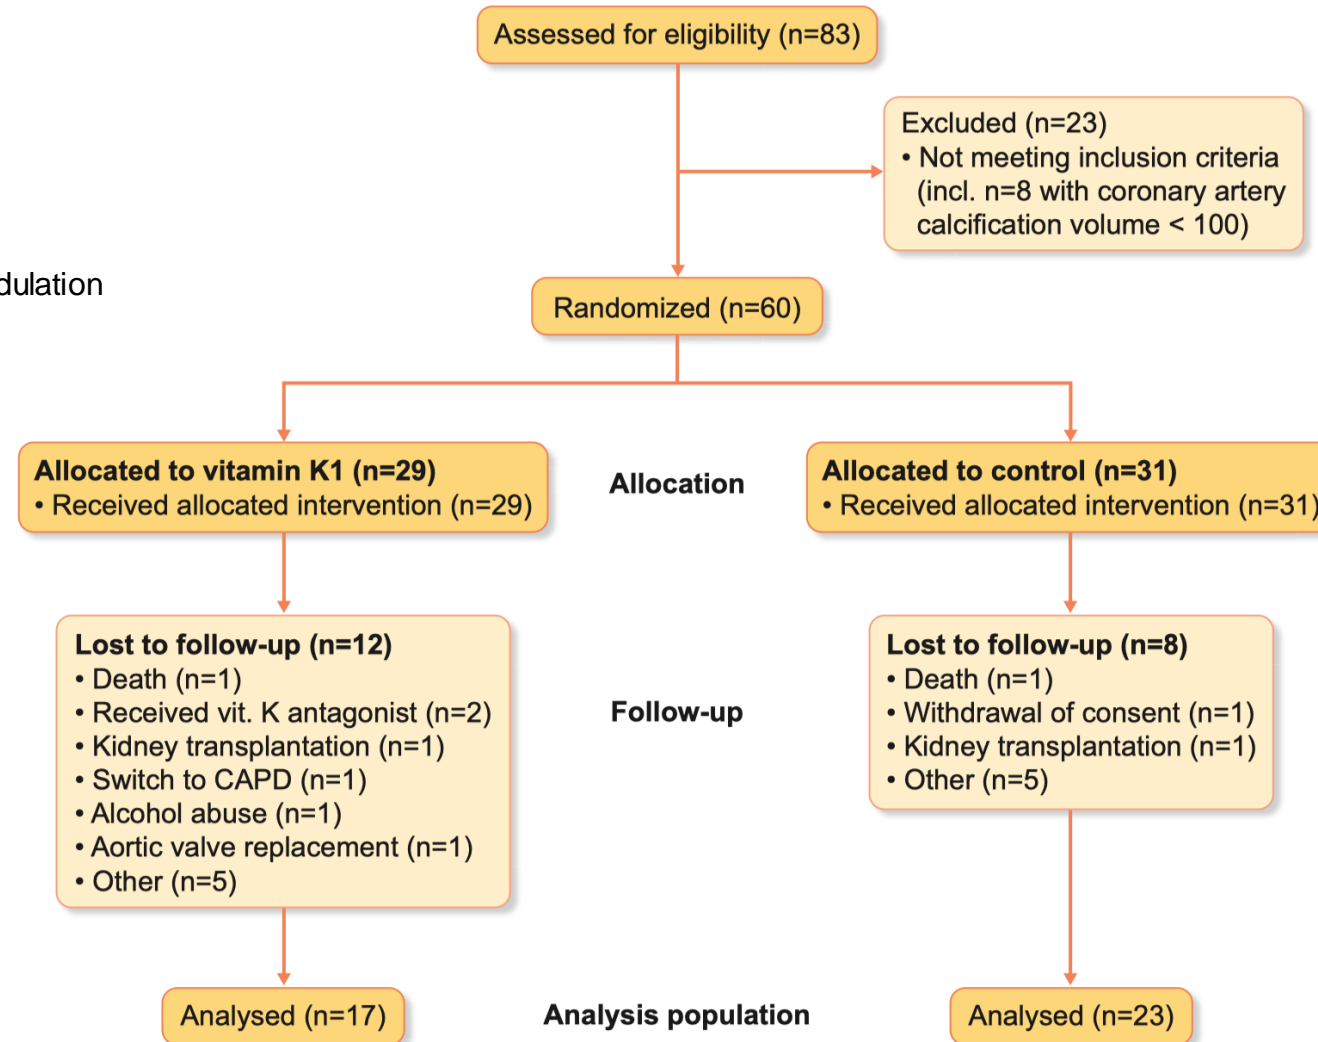 Assessed for eligibility (n=83)
Excluded (n=23)
• Not meeting inclusion criteria
(incl. n=8 with coronary artery
calcification volume < 100)
dulation
Randomized (n=60)
Allocated to vitamin K1 (n=29)
• Received allocated intervention (n=29)
Allocation
Allocated to control (n=31)
• Received allocated intervention (n=31)
Lost to follow-up (n=12)
• Death (n=1)
• Received vit. K antagonist (n=2)
• Kidney transplantation (n=1)
• Switch to CAPD (n=1)
• Alcohol abuse (n=1)
• Aortic valve replacement (n=1)
• Other (n=5)
Follow-up
Lost to follow-up (n=8)
• Death (n=1)
• Withdrawal of consent (n=1)
• Kidney transplantation (n=1)
• Other (n=5)
Analysed (n=17)
Analysis population
Analysed (n=23)